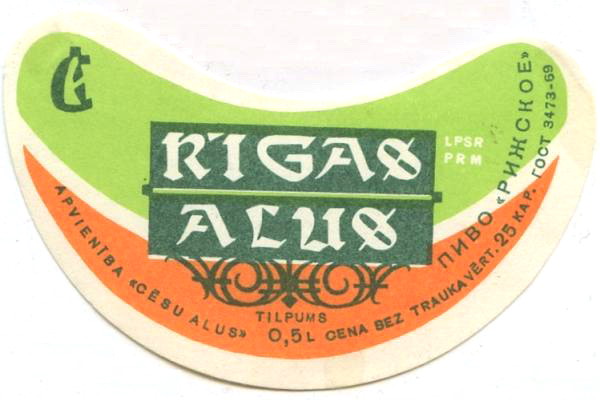 RĪGAS
ALUS
LPSR
PRM
APVIENĪBA «CĒSU ALUS»
TILPUMS
0,5L CENA BEZ TRAUKA VĒRT. 25 KAP. ГОСТ 3473-69
ПИВО «РИЖСКОЕ»